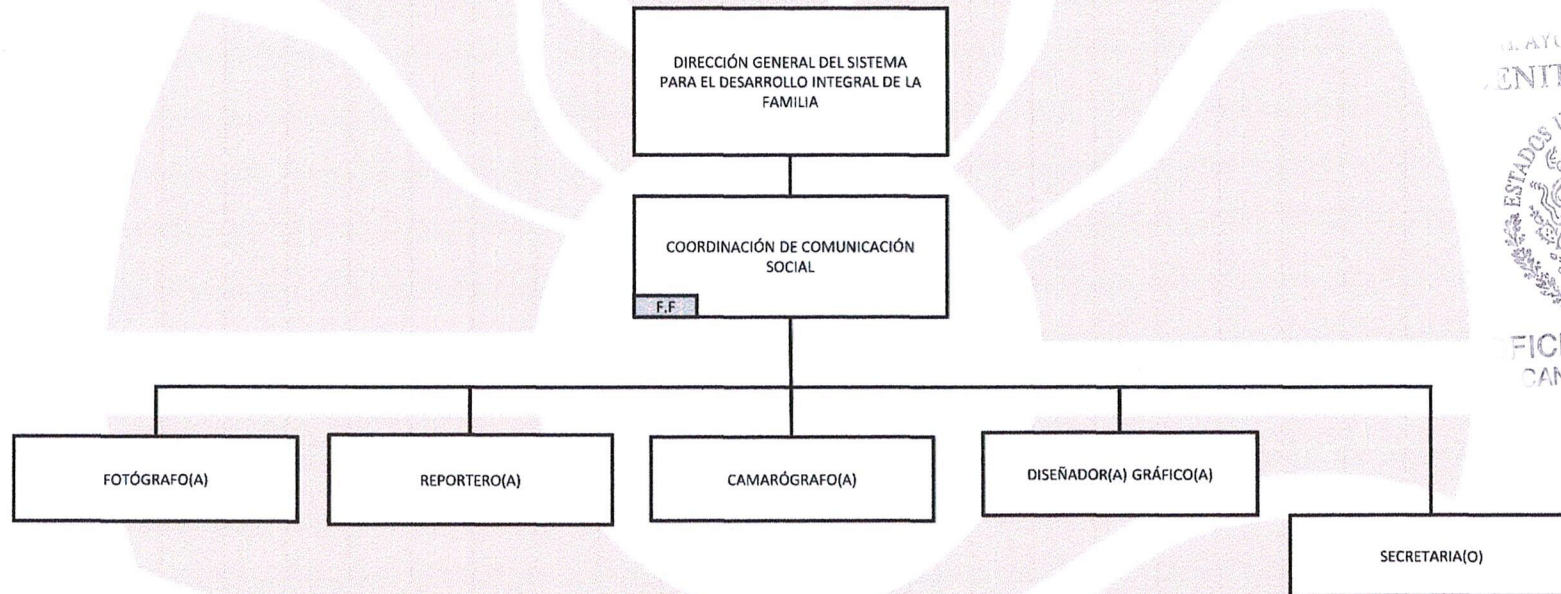 DIRECCIÓN GENERAL DEL SISTEMA
PARA EL DESARROLLO INTEGRAL DE LA
FAMILIA
COORDINACIÓN DE COMUNICACIÓN
SOCIAL
F.F
FOTÓGRAFO(A)
REPORTERO(A)
CAMARÓGRAFO(A)
DISEÑADOR(A) GRÁFICO(A)
SECRETARIA(O)
ESTADOS